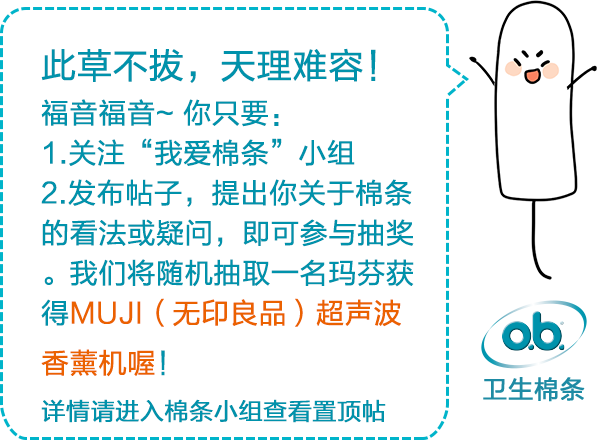 此草不拔，天理难容！
福音福音~ 你只要：
1.关注“我爱棉条”小组
2.发布帖子，提出你关于棉条
的看法或疑问，即可参与抽奖
。我们将随机抽取一名玛芬获
得MUJI（无印良品）超声波
香薰机喔！
详情请进入棉条小组查看置顶帖
o.b.
卫生棉条